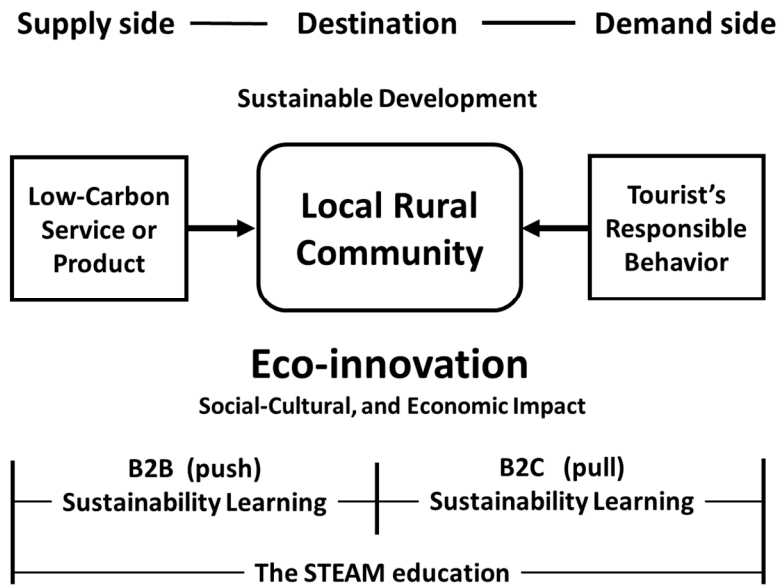 Supply side Destination Demand side
Sustainable Development
Low-Carbon
Service or
Product
Local Rural
Community
Tourist's
Responsible
Behavior
Eco-innovation
Social-Cultural, and Economic Impact
B2B (push)
Sustainability Learning
B2C (pull)
Sustainability Learning
The STEAM education